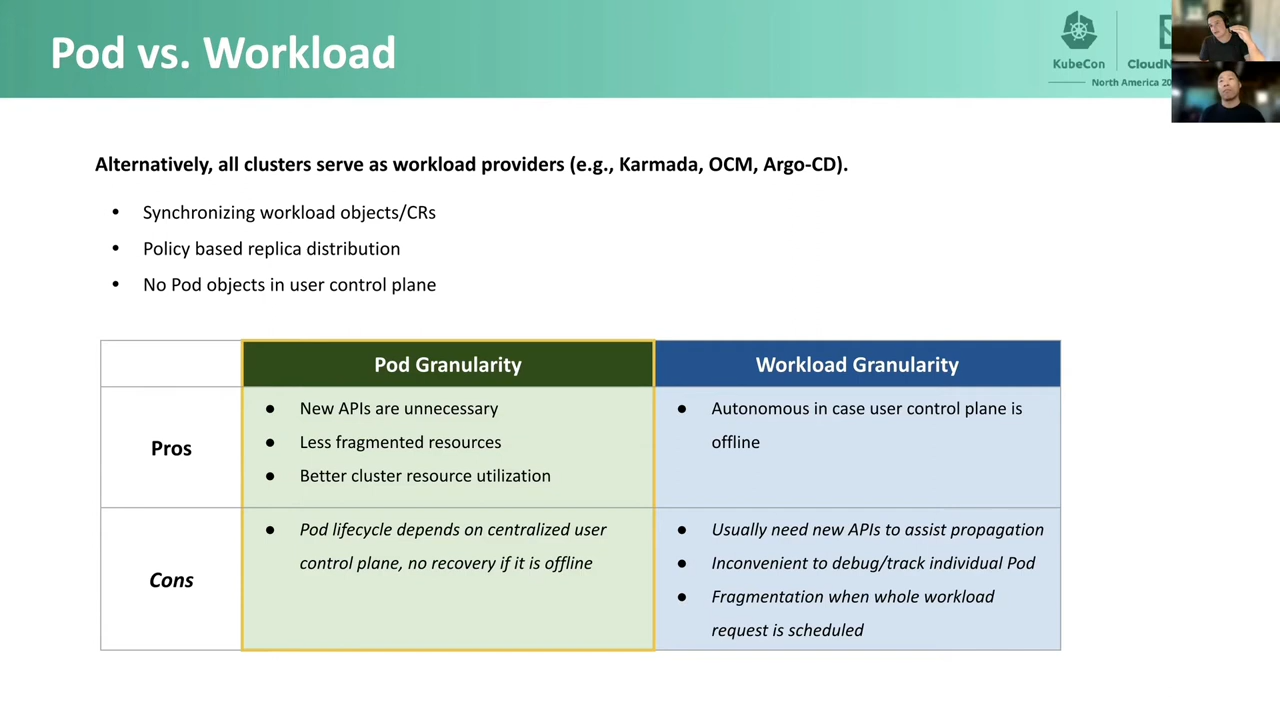 Pod vs. Workload
KubeCon
CloudN
North America 20
Alternatively, all clusters serve as workload providers (e.g., Karmada, OCM, Argo-CD).
• Synchronizing workload objects/CRs
• Policy based replica distribution
• No Pod objects in user control plane
Pod Granularity
Workload Granularity
Pros
● New APIs are unnecessary
● Less fragmented resources
● Better cluster resource utilization
● Autonomous in case user control plane is
offline
Cons
● Pod lifecycle depends on centralized user
control plane, no recovery if it is offline
● Usually need new APIs to assist propagation
● Inconvenient to debug/track individual Pod
● Fragmentation when whole workload
request is scheduled